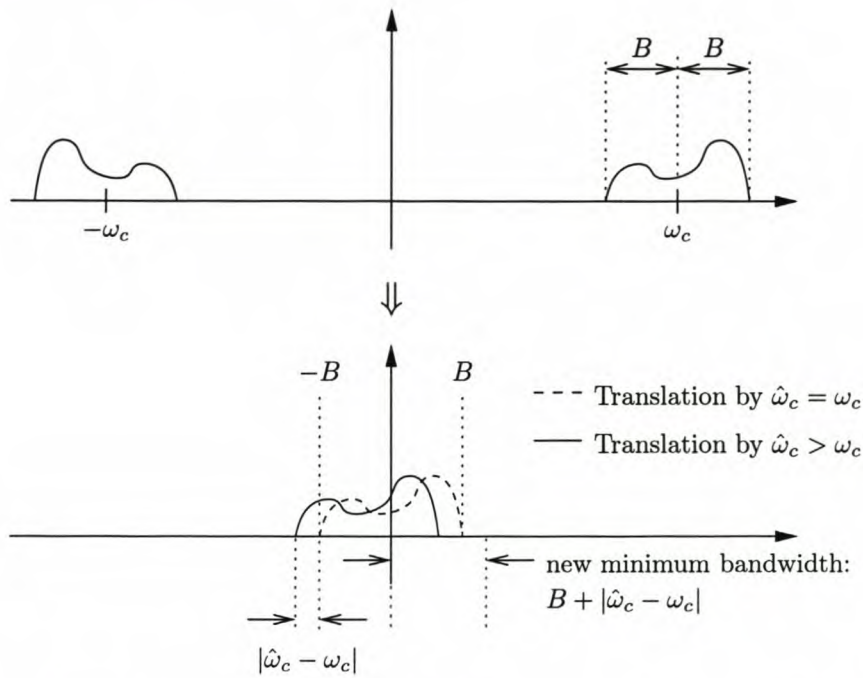 B B
−ω_c ω_c
⇓
−B B
Translation by ω̂_c = ω_c
Translation by ω̂_c > ω_c
new minimum bandwidth:
B + |ω̂_c − ω_c|
|ω̂_c − ω_c|